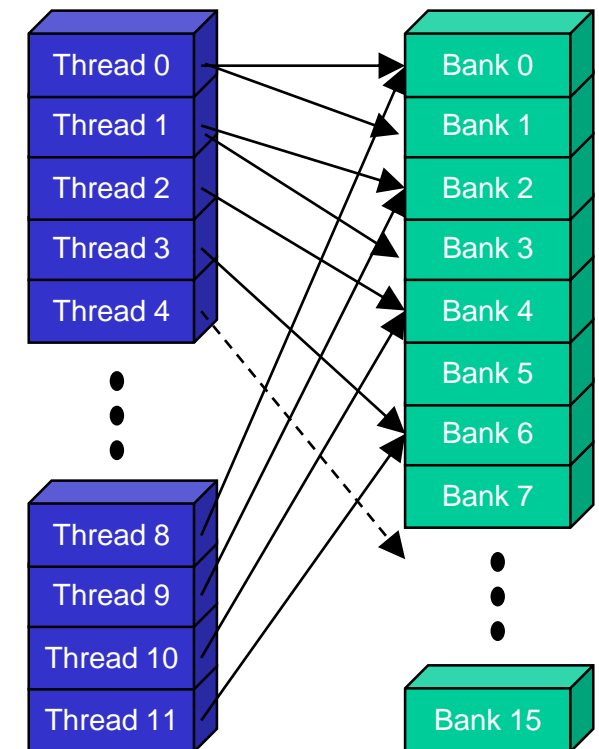 Thread 0
Thread 1
Thread 2
Thread 3
Thread 4
Thread 8
Thread 9
Thread 10
Thread 11
Bank 0
Bank 1
Bank 2
Bank 3
Bank 4
Bank 5
Bank 6
Bank 7
Bank 15